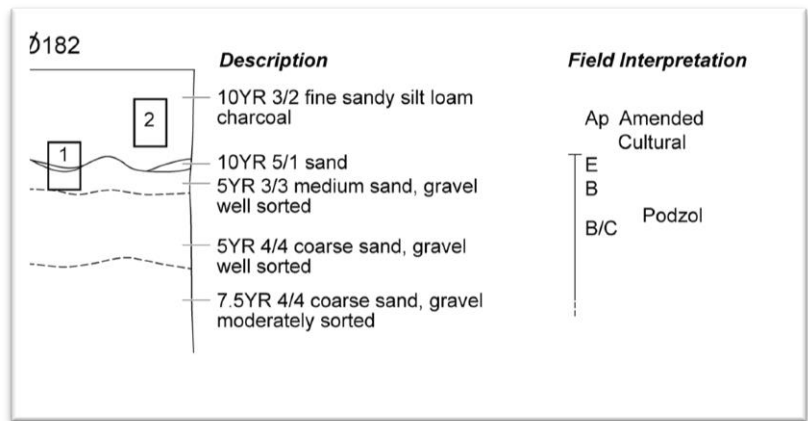 Ɖ182
Description
Field Interpretation
10YR 3/2 fine sandy silt loam
charcoal
2
Ap Amended
Cultural
1
10YR 5/1 sand
E
5YR 3/3 medium sand, gravel
well sorted
B
Podzol
B/C
5YR 4/4 coarse sand, gravel
well sorted
7.5YR 4/4 coarse sand, gravel
moderately sorted